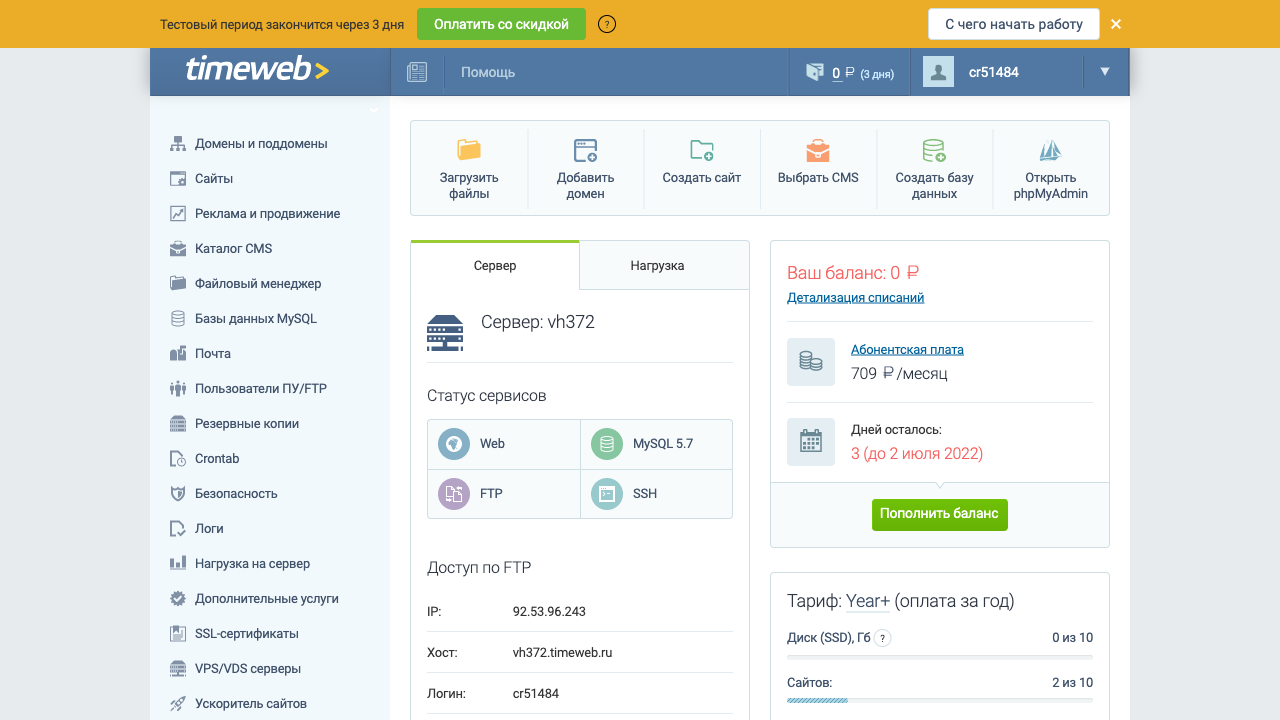 Тестовый период закончится через 3 дня
Оплатить со скидкой
?
С чего начать работу
×
timeweb>
Помощь
0 ₽ (3 дня)
cr51484
▼
Домены и поддомены
Сайты
Реклама и продвижение
Каталог CMS
Файловый менеджер
Базы данных MySQL
Почта
Пользователи ПУ/FTP
Резервные копии
Crontab
Безопасность
Логи
Нагрузка на сервер
Дополнительные услуги
SSL-сертификаты
VPS/VDS серверы
Ускоритель сайтов
Загрузить
файлы
Добавить
домен
Создать сайт
Выбрать CMS
Создать базу
данных
Открыть
phpMyAdmin
Сервер
Нагрузка
Сервер: vh372
Статус сервисов
Web
MySQL 5.7
FTP
SSH
Доступ по FTP
IP: 92.53.96.243
Хост: vh372.timeweb.ru
Логин: cr51484
Ваш баланс: 0 ₽
Детализация списаний
Абонентская плата
709 ₽/месяц
Дней осталось:
3 (до 2 июля 2022)
Пополнить баланс
Тариф: Year+ (оплата за год)
Диск (SSD), Гб ? 0 из 10
Сайтов: 2 из 10